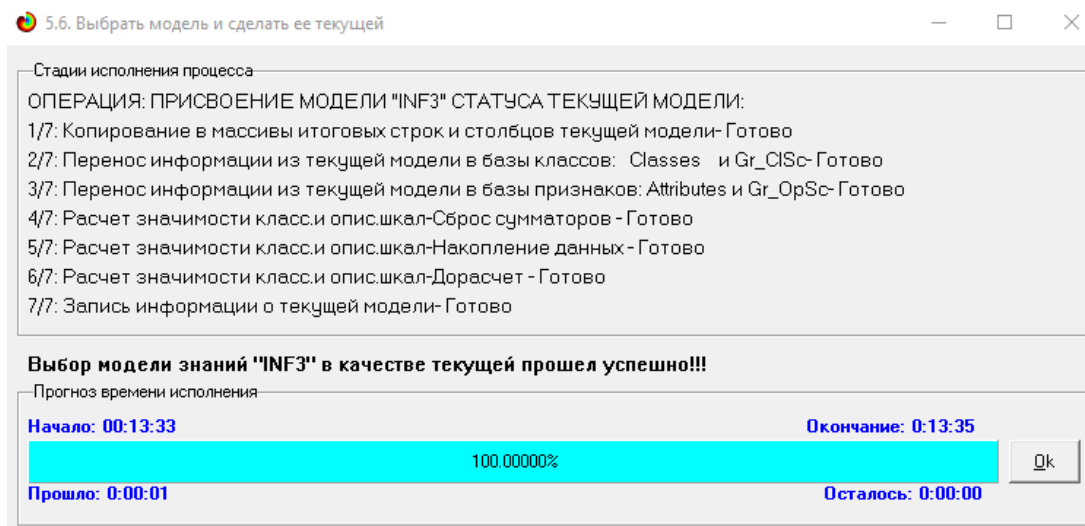 5.6. Выбрать модель и сделать ее текущей
Стадии исполнения процесса
ОПЕРАЦИЯ: ПРИСВОЕНИЕ МОДЕЛИ "INF3" СТАТУСА ТЕКУЩЕЙ МОДЕЛИ:
1/7: Копирование в массивы итоговых строк и столбцов текущей модели- Готово
2/7: Перенос информации из текущей модели в базы классов: Classes и Gr_ClSc- Готово
3/7: Перенос информации из текущей модели в базы признаков: Attributes и Gr_OpSc- Готово
4/7: Расчет значимости класс.и опис.шкал-Сброс сумматоров - Готово
5/7: Расчет значимости класс.и опис.шкал-Накопление данных - Готово
6/7: Расчет значимости класс.и опис.шкал-Дорасчет - Готово
7/7: Запись информации о текущей модели- Готово
Выбор модели знаний "INF3" в качестве текущей прошел успешно!!!
Прогноз времени исполнения
Начало: 00:13:33 Окончание: 0:13:35
100.00000% Ok
Прошло: 0:00:01 Осталось: 0:00:00